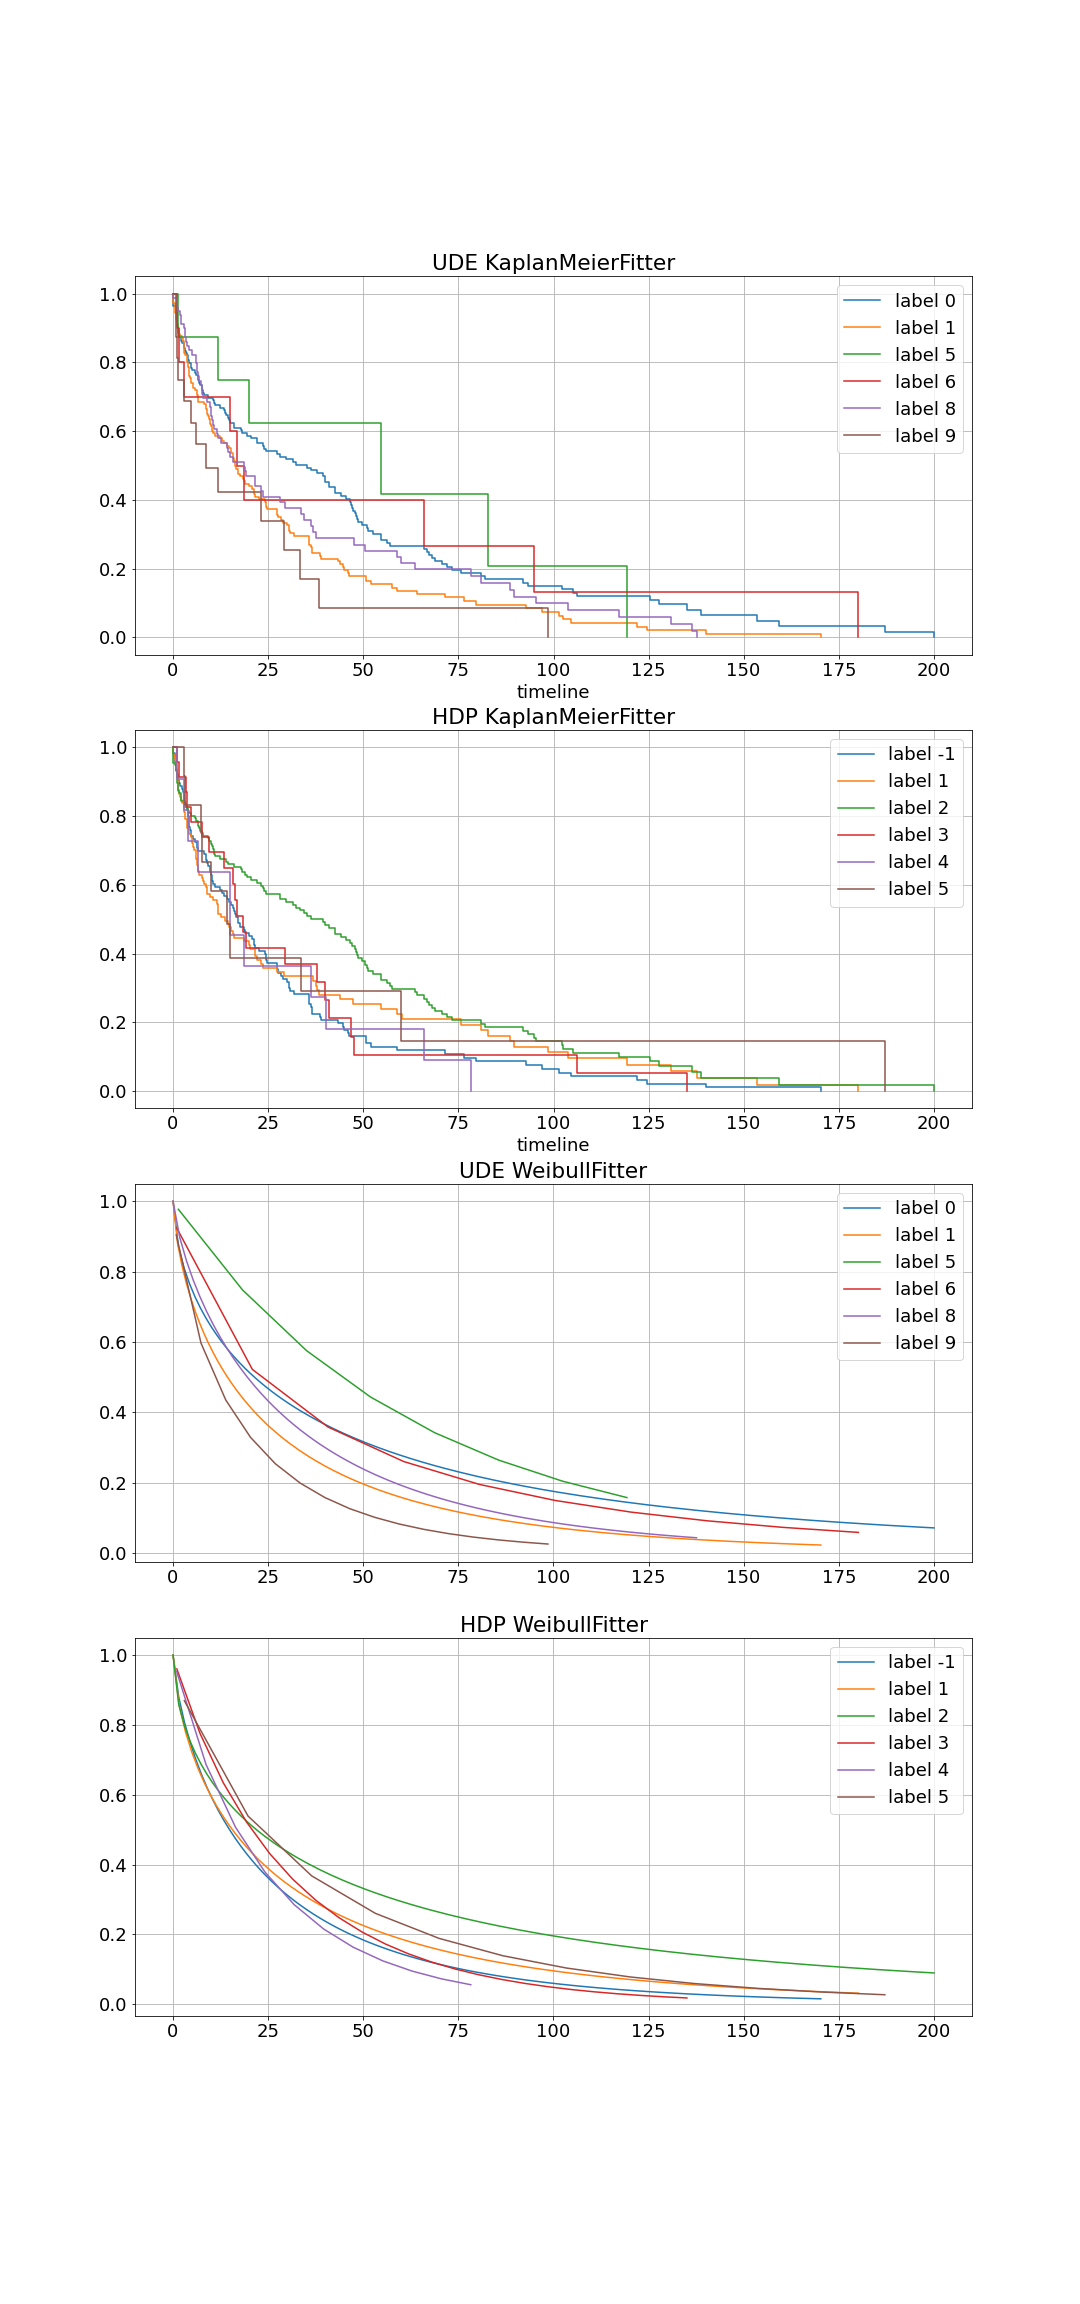 UDE KaplanMeierFitter
1.0
0.8
0.6
0.4
0.2
0.0
label 0
label 1
label 5
label 6
label 8
label 9
0 25 50 75 100 125 150 175 200
timeline
HDP KaplanMeierFitter
1.0
0.8
0.6
0.4
0.2
0.0
label -1
label 1
label 2
label 3
label 4
label 5
0 25 50 75 100 125 150 175 200
timeline
UDE WeibullFitter
1.0
0.8
0.6
0.4
0.2
0.0
label 0
label 1
label 5
label 6
label 8
label 9
0 25 50 75 100 125 150 175 200
HDP WeibullFitter
1.0
0.8
0.6
0.4
0.2
0.0
label -1
label 1
label 2
label 3
label 4
label 5
0 25 50 75 100 125 150 175 200